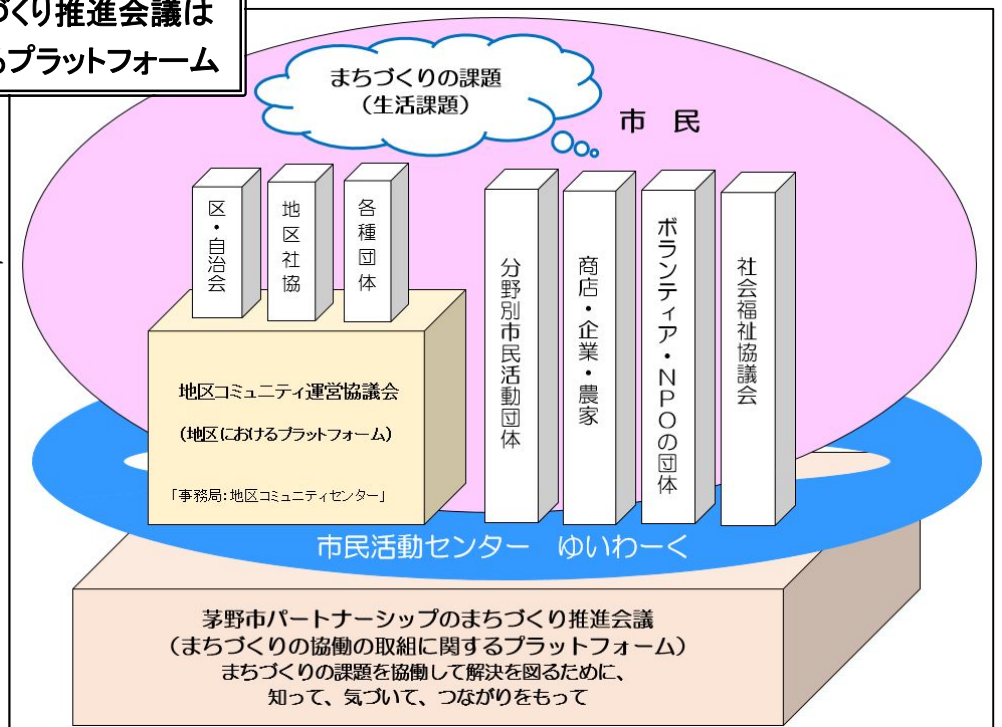 づくり推進会議は
るプラットフォーム
まちづくりの課題
（生活課題）
市 民
区・自治会
地区社協
各種団体
分野別市民活動団体
商店・企業・農家
ボランティア・NPOの団体
社会福祉協議会
地区コミュニティ運営協議会
（地区におけるプラットフォーム）
「事務局：地区コミュニティセンター」
市民活動センター ゆいわーく
茅野市パートナーシップのまちづくり推進会議
（まちづくりの協働の取組に関するプラットフォーム）
まちづくりの課題を協働して解決を図るために、
知って、気づいて、つながりをもって